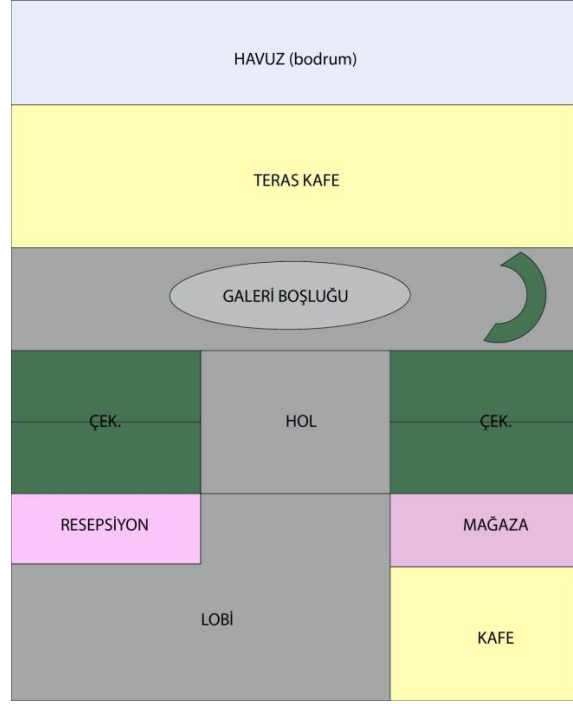 HAVUZ (bodrum)
TERAS KAFE
GALERİ BOŞLUĞU
ÇEK.
HOL
ÇEK.
RESEPSİYON
MAĞAZA
LOBİ
KAFE